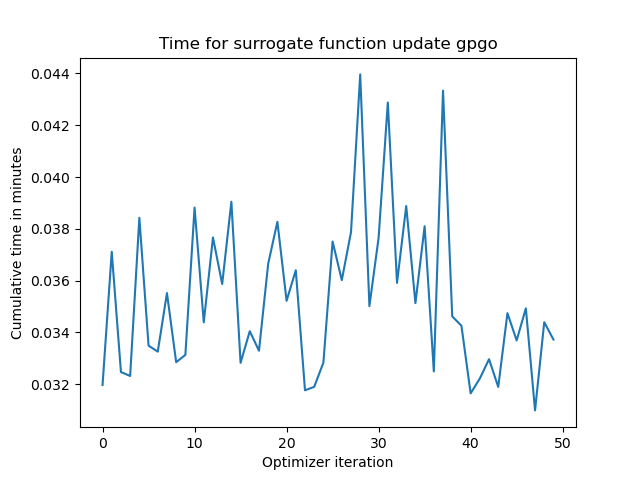 Time for surrogate function update gpgo
0.044
0.042
0.040
0.038
0.036
0.034
0.032
Cumulative time in minutes
0 10 20 30 40 50
Optimizer iteration